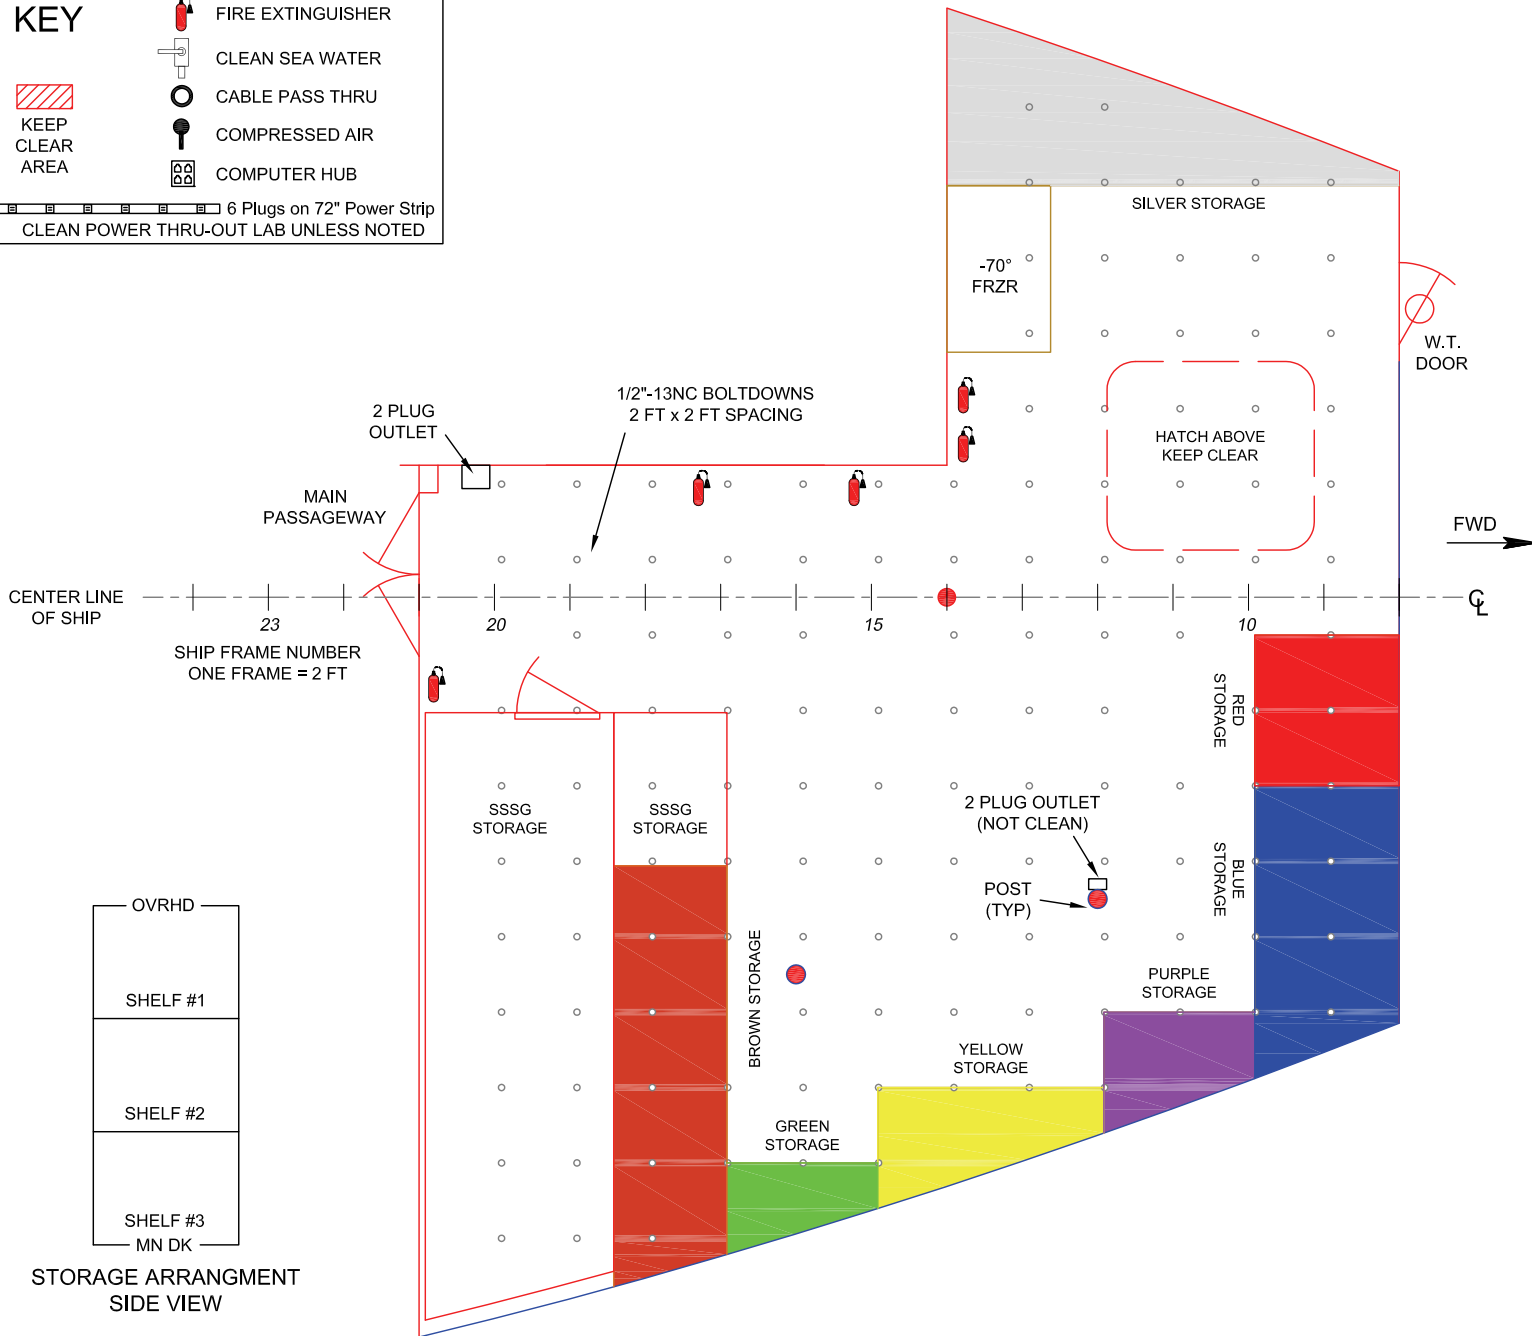 KEY
FIRE EXTINGUISHER
CLEAN SEA WATER
CABLE PASS THRU
COMPRESSED AIR
COMPUTER HUB
KEEP
CLEAR
AREA
6 Plugs on 72" Power Strip
CLEAN POWER THRU-OUT LAB UNLESS NOTED
SILVER STORAGE
-70°
FRZR
W.T.
DOOR
HATCH ABOVE
KEEP CLEAR
1/2"-13NC BOLTDOWNS
2 FT x 2 FT SPACING
2 PLUG
OUTLET
MAIN
PASSAGEWAY
FWD
CENTER LINE
OF SHIP
23
20
15
10
CL
SHIP FRAME NUMBER
ONE FRAME = 2 FT
RED
STORAGE
SSSG
STORAGE
SSSG
STORAGE
2 PLUG OUTLET
(NOT CLEAN)
POST
(TYP)
BLUE
STORAGE
BROWN STORAGE
PURPLE
STORAGE
YELLOW
STORAGE
GREEN
STORAGE
OVRHD
SHELF #1
SHELF #2
SHELF #3
MN DK
STORAGE ARRANGMENT
SIDE VIEW